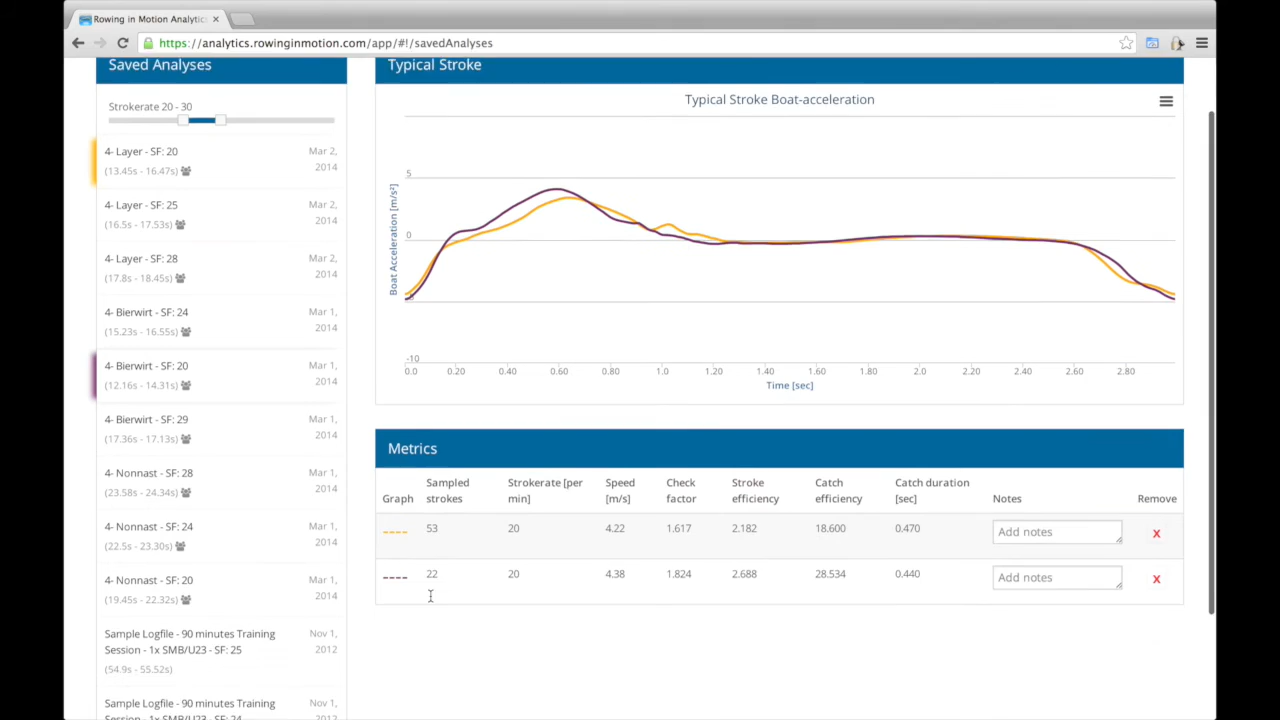 Rowing in Motion Analytic
https://analytics.rowinginmotion.com/app/#!/savedAnalyses
Saved Analyses
Strokerate 20 - 30
4- Layer - SF: 20
Mar 2,
2014
(13.45s - 16.47s)
4- Layer - SF: 25
Mar 2,
2014
(16.5s - 17.53s)
4- Layer - SF: 28
Mar 2,
2014
(17.8s - 18.45s)
4- Bierwirt - SF: 24
Mar 1,
2014
(15.23s - 16.55s)
4- Bierwirt - SF: 20
Mar 1,
2014
(12.16s - 14.31s)
4- Bierwirt - SF: 29
Mar 1,
2014
(17.36s - 17.13s)
4- Nonnast - SF: 28
Mar 1,
2014
(23.58s - 24.34s)
4- Nonnast - SF: 24
Mar 1,
2014
(22.5s - 23.30s)
4- Nonnast - SF: 20
Mar 1,
2014
(19.45s - 22.32s)
Sample Logfile - 90 minutes Training
Session - 1x SMB/U23 - SF: 25
Nov 1,
2012
(54.9s - 55.52s)
Sample Logfile - 90 minutes Training
Session - 1x SMB/U23 - SF: 24
Nov 1,
2012
Typical Stroke
Typical Stroke Boat-acceleration
Boat Acceleration [m/s²]
5
0
-5
-10
0.0 0.20 0.40 0.60 0.80 1.0 1.20 1.40 1.60 1.80 2.0 2.20 2.40 2.60 2.80
Time [sec]
Metrics
Graph Sampled strokes Strokerate [per min] Speed [m/s] Check factor Stroke efficiency Catch efficiency Catch duration [sec] Notes Remove
53 20 4.22 1.617 2.182 18.600 0.470 Add notes x
22 20 4.38 1.824 2.688 28.534 0.440 Add notes x